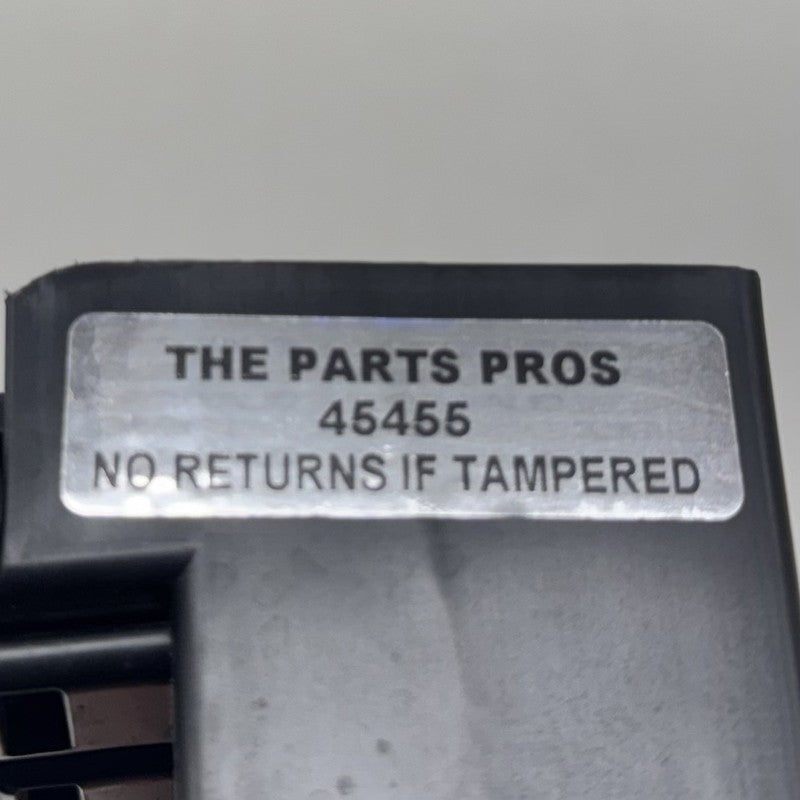 THE PARTS PROS
45455
NO RETURNS IF TAMPERED